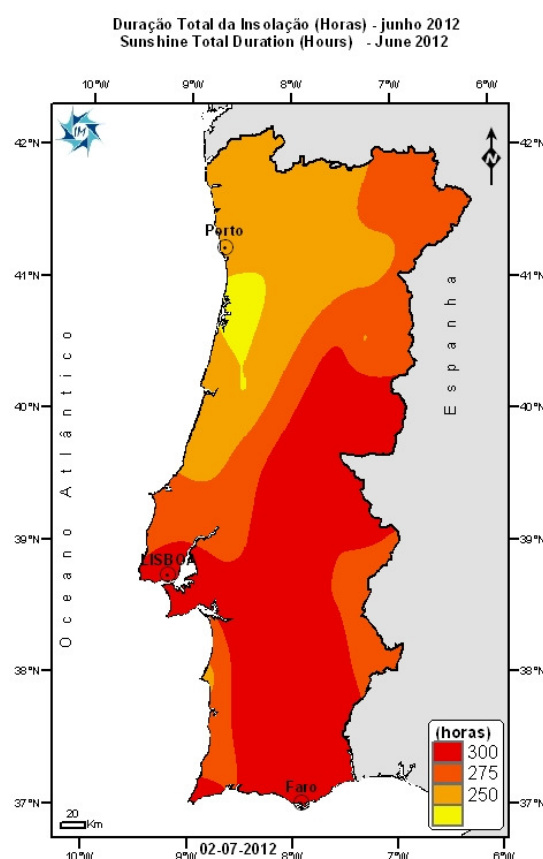 Duração Total da Insolação (Horas) - junho 2012
Sunshine Total Duration (Hours) - June 2012
10°W 9°W 8°W 7°W 6°W
IM
N
42°N 42°N
Porto
41°N 41°N
Espanha
Oceano Atlântico
40°N 40°N
39°N 39°N
LISBOA
38°N 38°N
(horas)
300
275
250
Faro
37°N 37°N
20
Km
02-07-2012
10°W 9°W 8°W 7°W 6°W